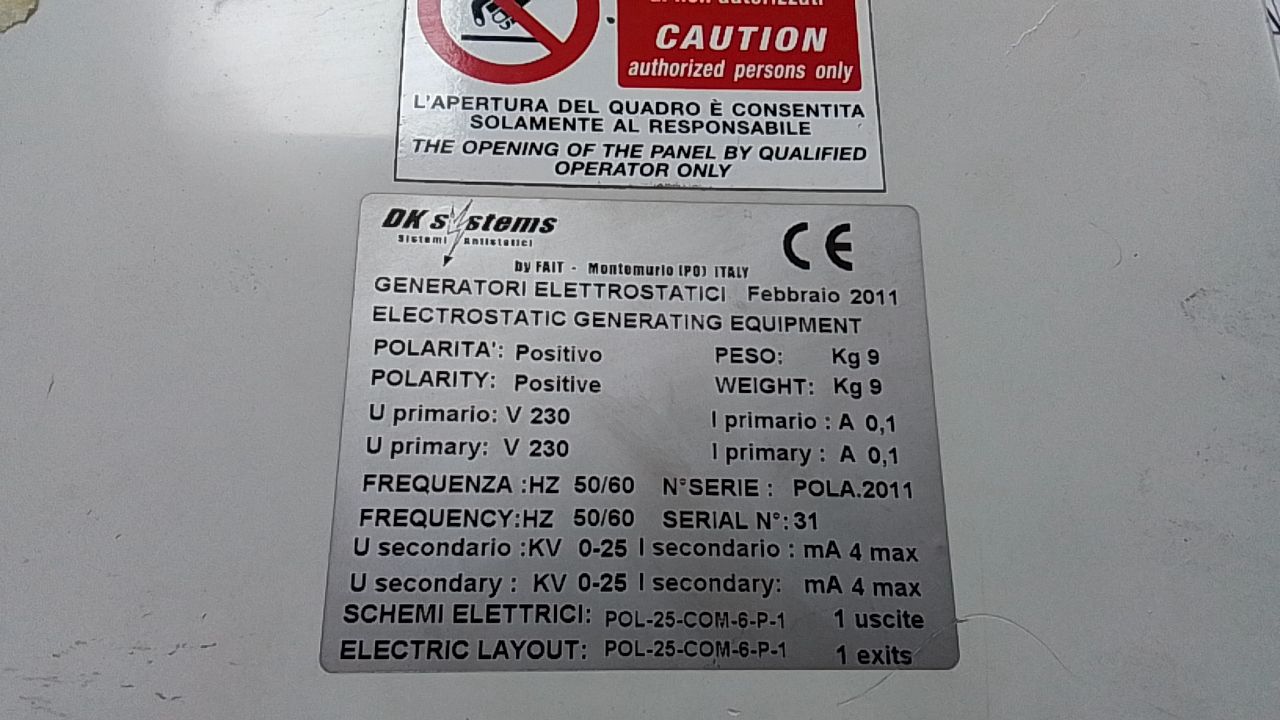 di non autorizzati
CAUTION
authorized persons only
L'APERTURA DEL QUADRO È CONSENTITA
SOLAMENTE AL RESPONSABILE
THE OPENING OF THE PANEL BY QUALIFIED
OPERATOR ONLY
DK systems
Sistemi Antistatici
by FAIT - Montemurlo (PO) ITALY
GENERATORI ELETTROSTATICI Febbraio 2011
ELECTROSTATIC GENERATING EQUIPMENT
POLARITA': Positivo PESO: Kg 9
POLARITY: Positive WEIGHT: Kg 9
U primario: V 230 I primario : A 0,1
U primary: V 230 I primary : A 0,1
FREQUENZA :HZ 50/60 N°SERIE : POLA.2011
FREQUENCY:HZ 50/60 SERIAL N°: 31
U secondario :KV 0-25 I secondario : mA 4 max
U secondary : KV 0-25 I secondary: mA 4 max
SCHEMI ELETTRICI: POL-25-COM-6-P-1 1 uscite
ELECTRIC LAYOUT: POL-25-COM-6-P-1 1 exits